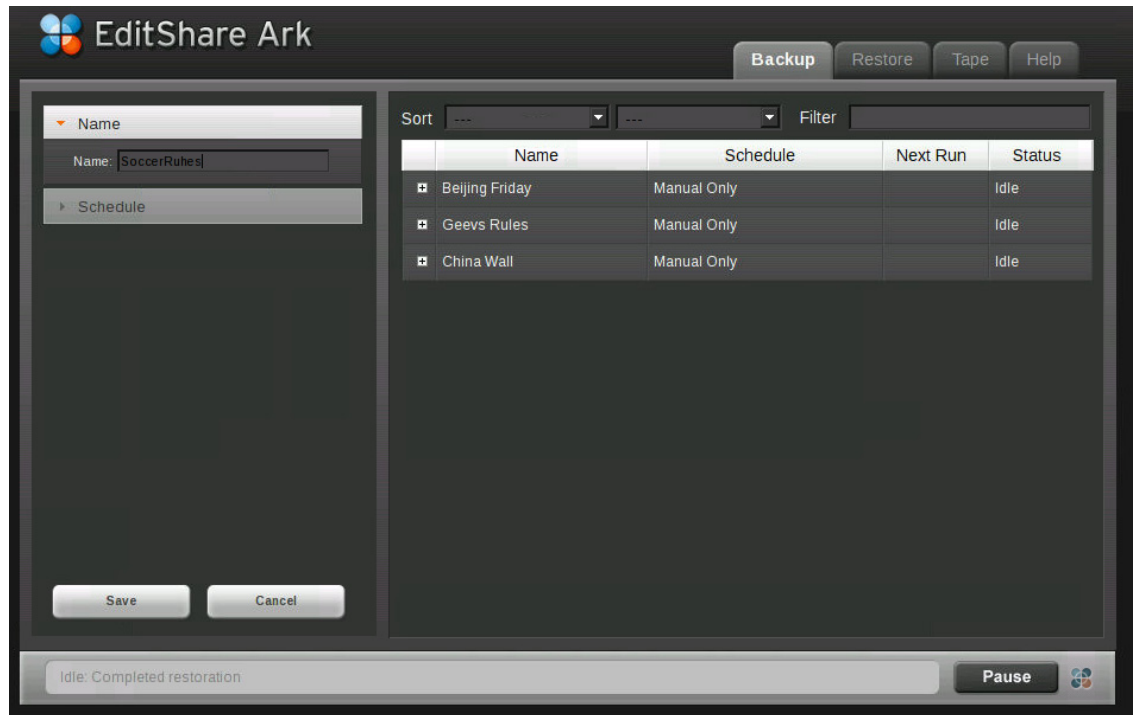 EditShare Ark
Backup Restore Tape Help
Name
Name: SoccerRuhes
Schedule
Save Cancel
Sort --- --- Filter
Name Schedule Next Run Status
Beijing Friday Manual Only Idle
Geevs Rules Manual Only Idle
China Wall Manual Only Idle
Idle: Completed restoration
Pause